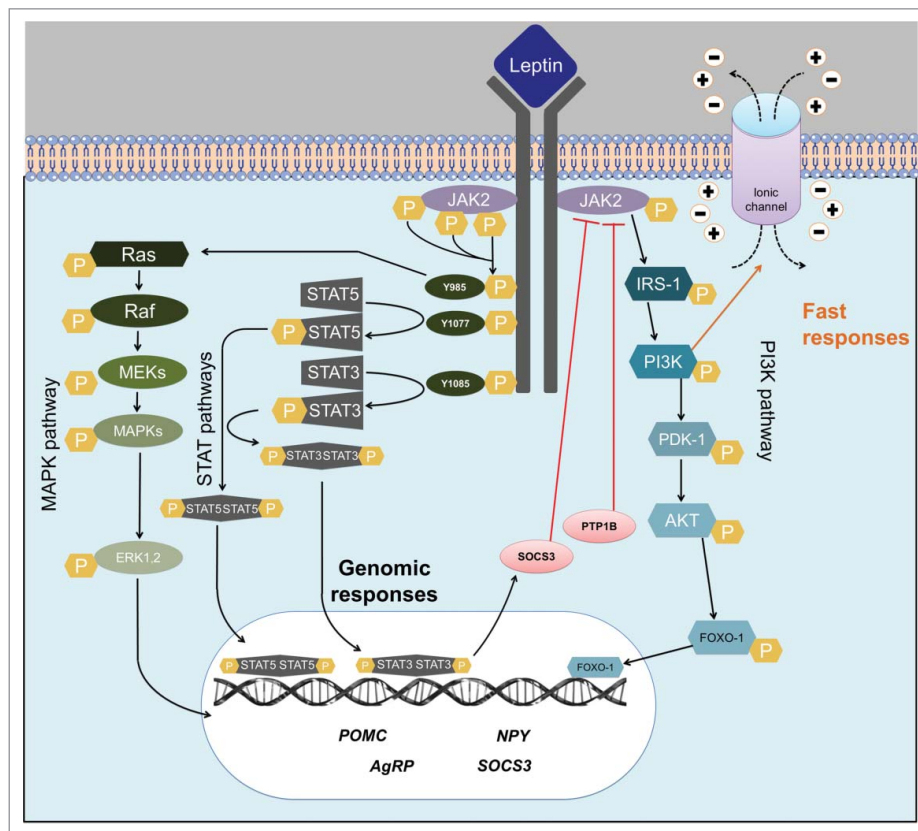 Leptin
Ionic
channel
JAK2
P
P
P
JAK2
P
Ras
P
Y985
P
IRS-1
P
Fast
responses
STAT5
Raf
P
P
STAT5
Y1077
P
PI3K
P
PI3K pathway
MEKs
P
STAT3
Y1085
P
P
STAT3
MAPKs
P
MAPK pathway
STAT pathways
PDK-1
P
P
STAT3
STAT3
P
P
STAT5
STAT5
P
AKT
P
PTP1B
SOCS3
ERK1,2
P
Genomic
responses
FOXO-1
P
P
STAT5
STAT5
P
P
STAT3
STAT3
P
FOXO-1
POMC
NPY
AgRP
SOCS3